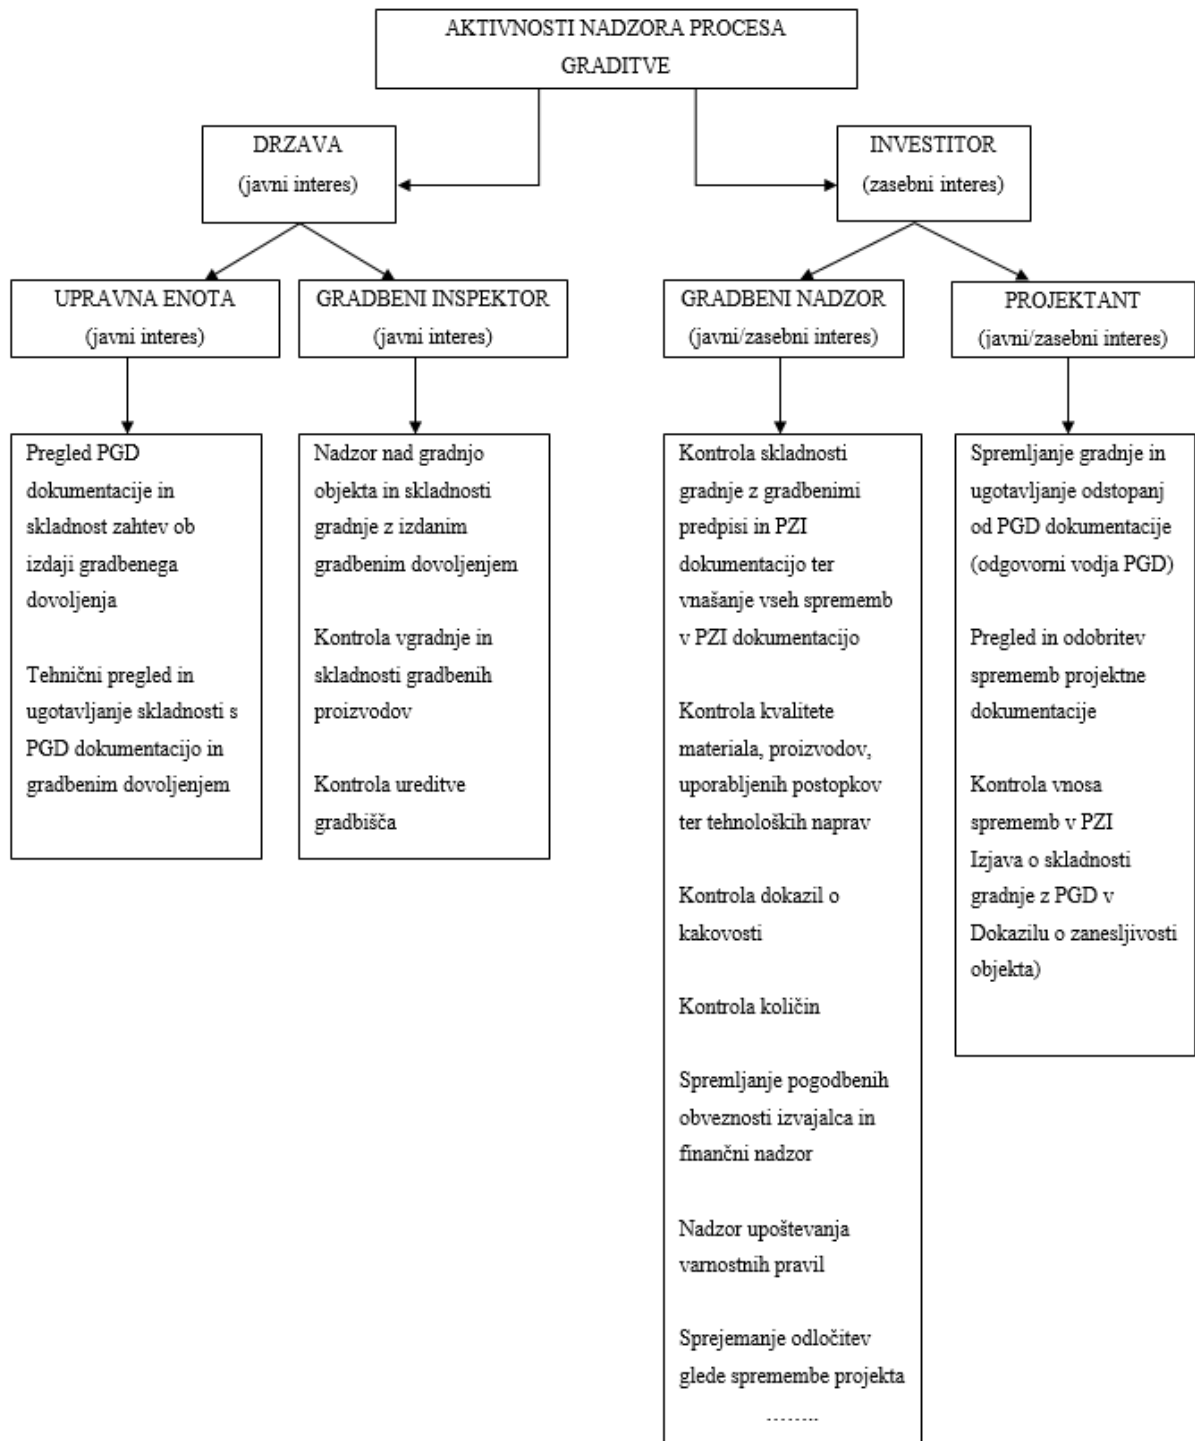 AKTIVNOSTI NADZORA PROCESA
GRADITVE
DRZAVA
(javni interes)
INVESTITOR
(zasebni interes)
UPRAVNA ENOTA
(javni interes)
GRADBENI INSPEKTOR
(javni interes)
GRADBENI NADZOR
(javni/zasebni interes)
PROJEKTANT
(javni/zasebni interes)
Pregled PGD
dokumentacije in
skladnost zahtev ob
izdaji gradbenega
dovoljenja
Tehnični pregled in
ugotavljanje skladnosti s
PGD dokumentacijo in
gradbenim dovoljenjem
Nadzor nad gradnjo
objekta in skladnosti
gradnje z izdanim
gradbenim dovoljenjem
Kontrola vgradnje in
skladnosti gradbenih
proizvodov
Kontrola ureditve
gradbišča
Kontrola skladnosti
gradnje z gradbenimi
predpisi in PZI
dokumentacijo ter
vnašanje vseh sprememb
v PZI dokumentacijo
Kontrola kvalitete
materiala, proizvodov,
uporabljenih postopkov
ter tehnoloških naprav
Kontrola dokazil o
kakovosti
Kontrola količin
Spremljanje pogodbenih
obveznosti izvajalca in
finančni nadzor
Nadzor upoštevanja
varnostnih pravil
Sprejemanje odločitev
glede spremembe projekta
........
Spremljanje gradnje in
ugotavljanje odstopanj
od PGD dokumentacije
(odgovorni vodja PGD)
Pregled in odobritev
sprememb projektne
dokumentacije
Kontrola vnosa
sprememb v PZI
Izjava o skladnosti
gradnje z PGD v
Dokazilu o zanesljivosti
objekta)